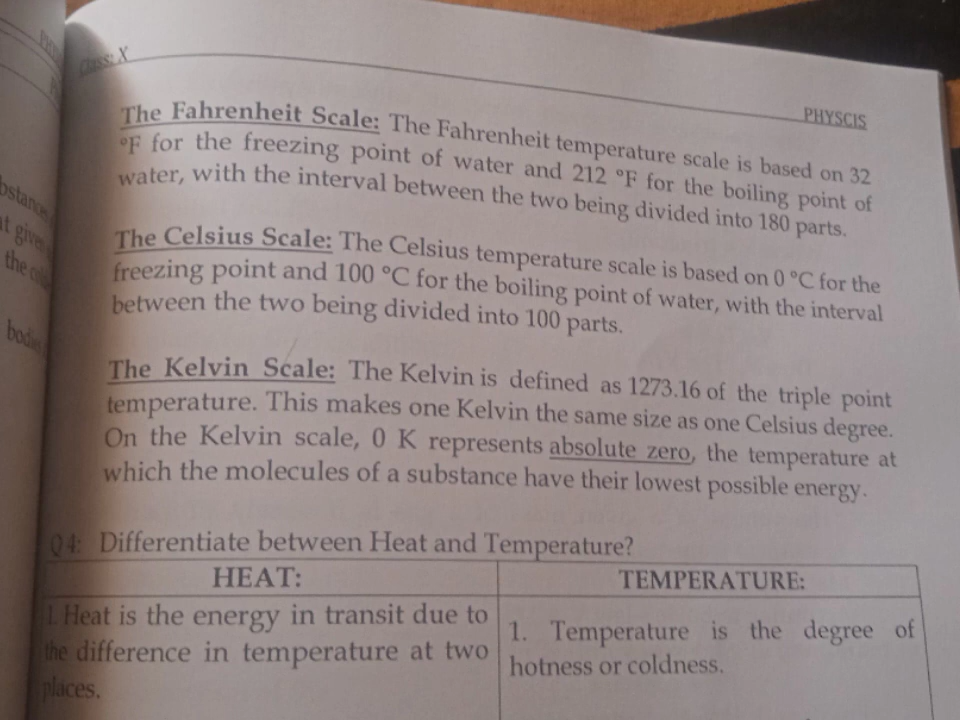 Class: X
PHYSCIS
The Fahrenheit Scale: The Fahrenheit temperature scale is based on 32
°F for the freezing point of water and 212 °F for the boiling point of
water, with the interval between the two being divided into 180 parts.
The Celsius Scale: The Celsius temperature scale is based on 0 °C for the
freezing point and 100 °C for the boiling point of water, with the interval
between the two being divided into 100 parts.
The Kelvin Scale: The Kelvin is defined as 1273.16 of the triple point
temperature. This makes one Kelvin the same size as one Celsius degree.
On the Kelvin scale, 0 K represents absolute zero, the temperature at
which the molecules of a substance have their lowest possible energy.
Q4: Differentiate between Heat and Temperature?
HEAT:
1. Heat is the energy in transit due to
the difference in temperature at two
places.
TEMPERATURE:
1. Temperature is the degree of
hotness or coldness.